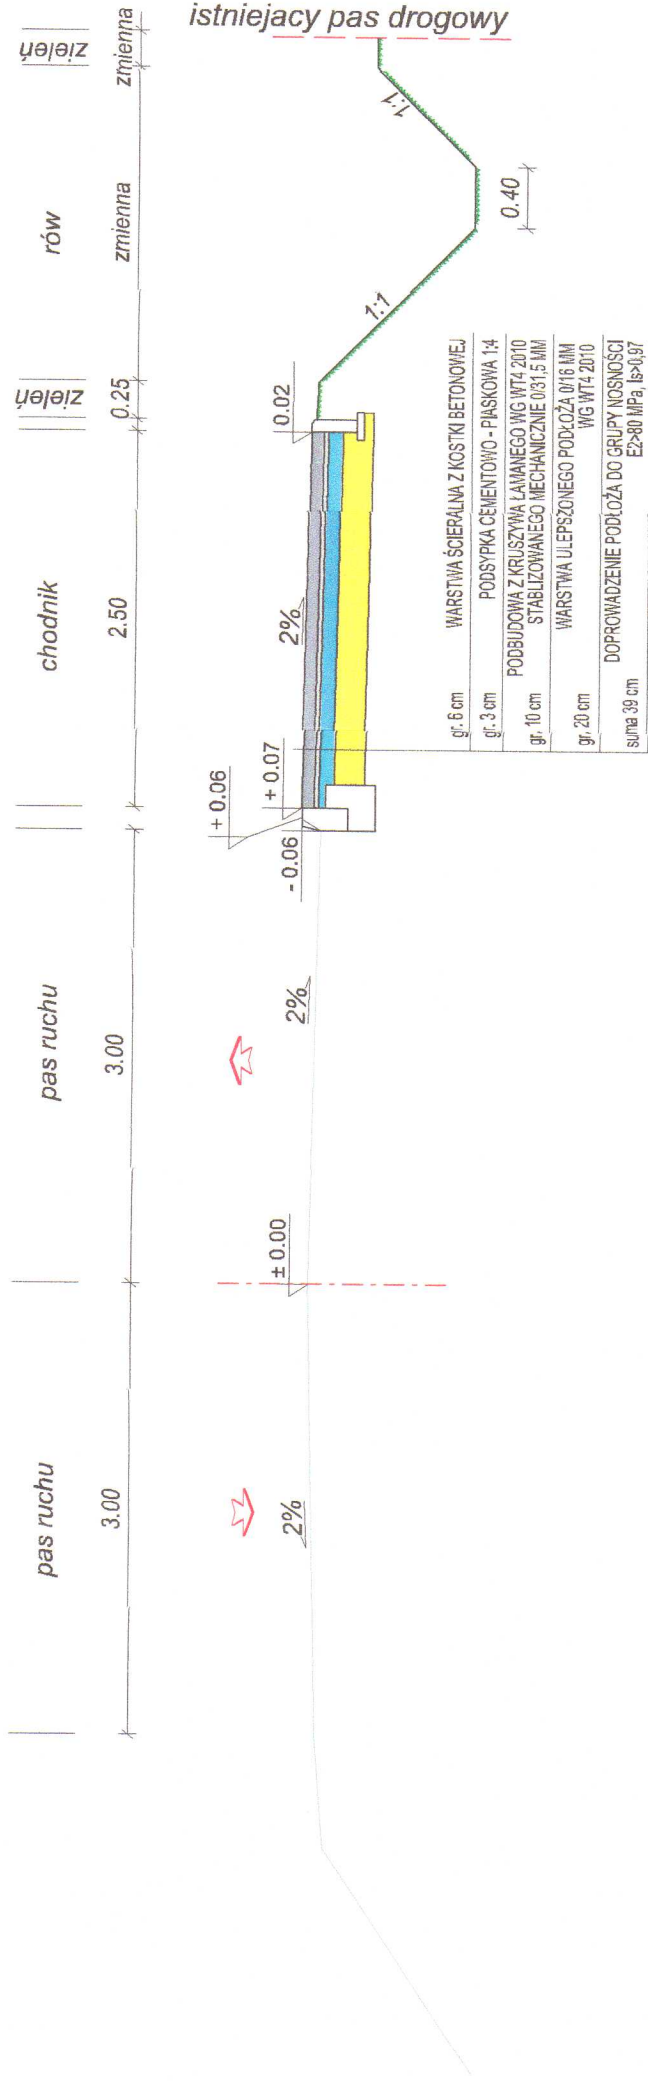 istniejacy pas drogowy
pas ruchu
pas ruchu
chodnik
zieleń
rów
zieleń
3.00
3.00
2.50
0.25
zmienna
zmienna
2%
± 0.00
2%
- 0.06
+ 0.06
+ 0.07
2%
0.02
1:1
0.40
1:1
gr. 6 cm WARSTWA ŚCIERALNA Z KOSTKI BETONOWEJ
gr. 3 cm PODSYPKA CEMENTOWO - PIASKOWA 1:4
PODBUDOWA Z KRUSZYWA ŁAMANEGO WG WT4 2010
gr. 10 cm STABLIZOWANEGO MECHANICZNIE 0/31,5 MM
WARSTWA ULEPSZONEGO PODŁOŻA 0/16 MM
gr. 20 cm WG WT4 2010
DOPROWADZENIE PODŁOŻA DO GRUPY NOSNOŚCI
suma 39 cm E2>80 MPa, Is>0,97